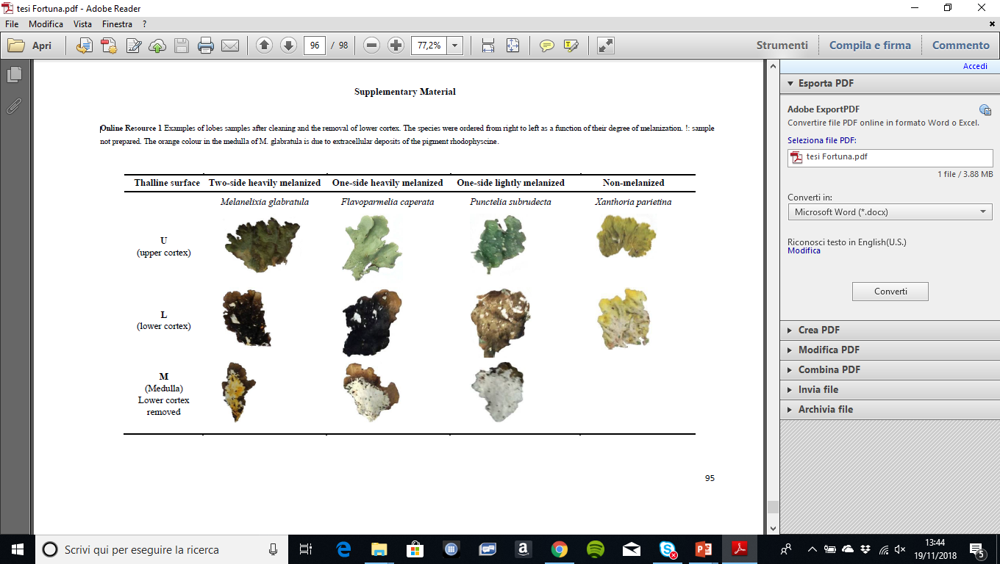 tesi Fortuna.pdf - Adobe Reader
File Modifica Vista Finestra ?
Apri 96 / 98 77,2% Strumenti Compila e firma Commento
Accedi
Esporta PDF
Adobe ExportPDF
Convertire file PDF online in formato Word o Excel.
Seleziona file PDF:
tesi Fortuna.pdf
1 file / 3.88 MB
Converti in:
Microsoft Word (*.docx)
Riconosci testo in English(U.S.)
Modifica
Converti
Crea PDF
Modifica PDF
Combina PDF
Invia file
Archivia file
Supplementary Material
Online Resource 1 Examples of lobes samples after cleaning and the removal of lower cortex. The species were ordered from right to left as a function of their degree of melanization. !: sample
not prepared. The orange colour in the medulla of M. glabratula is due to extracellular deposits of the pigment rhodophyscine.
Thalline surface Two-side heavily melanized One-side heavily melanized One-side lightly melanized Non-melanized
Melanelixia glabratula Flavoparmelia caperata Punctelia subrudecta Xanthoria parietina
U
(upper cortex)
L
(lower cortex)
M
(Medulla)
Lower cortex
removed
95
Scrivi qui per eseguire la ricerca
13:44
19/11/2018
5